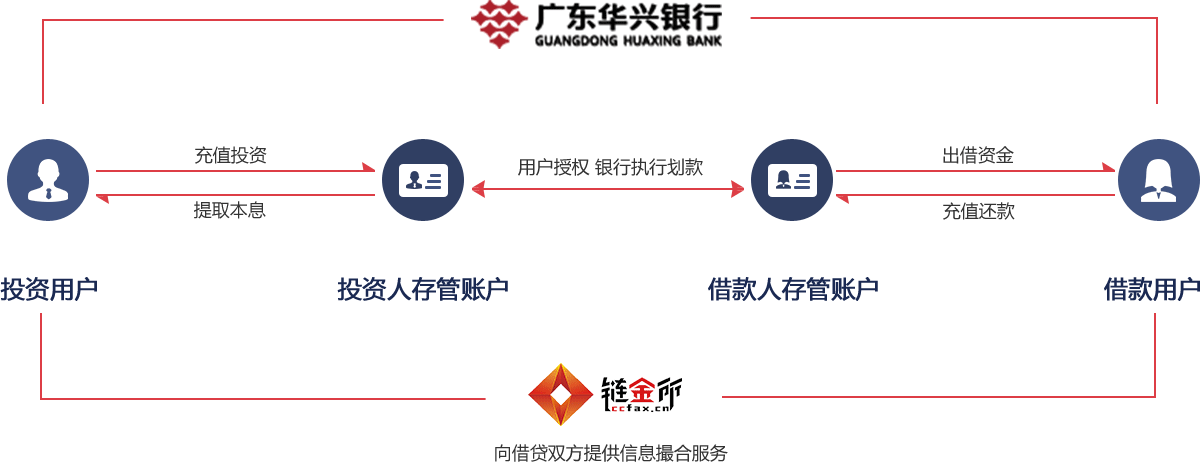 广东华兴银行
GUANGDONG HUAXING BANK
充值投资
提取本息
用户授权 银行执行划款
出借资金
充值还款
投资用户
投资人存管账户
借款人存管账户
借款用户
链金所
ccfax.cn
向借贷双方提供信息撮合服务